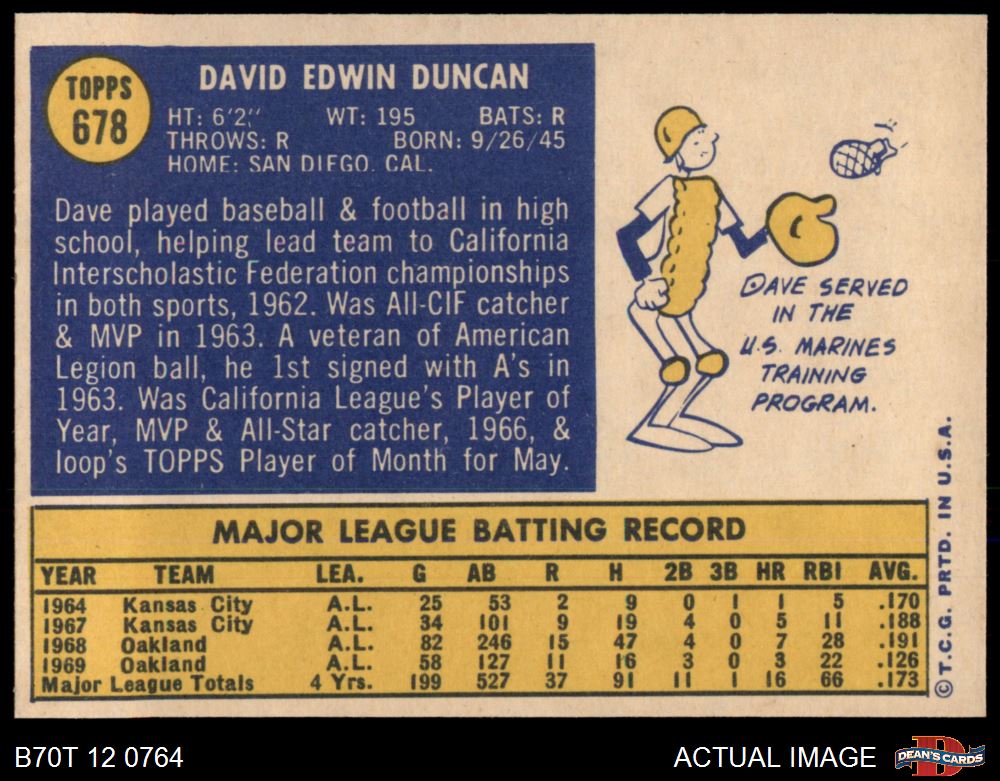 TOPPS
678
DAVID EDWIN DUNCAN
HT: 6'2" WT: 195 BATS: R
THROWS: R BORN: 9/26/45
HOME: SAN DIEGO, CAL.
Dave played baseball & football in high
school, helping lead team to California
Interscholastic Federation championships
in both sports, 1962. Was All-CIF catcher
& MVP in 1963. A veteran of American
Legion ball, he 1st signed with A's in
1963. Was California League's Player of
Year, MVP & All-Star catcher, 1966, &
loop's TOPPS Player of Month for May.
DAVE SERVED
IN THE
U.S. MARINES
TRAINING
PROGRAM.
MAJOR LEAGUE BATTING RECORD
YEAR TEAM LEA. G AB R H 2B 3B HR RBI AVG.
1964 Kansas City A.L. 25 53 2 9 0 1 1 5 .170
1967 Kansas City A.L. 34 101 9 19 4 0 5 11 .188
1968 Oakland A.L. 82 246 15 47 4 0 7 28 .191
1969 Oakland A.L. 58 127 11 16 3 0 3 22 .126
Major League Totals 4 Yrs. 199 527 37 91 11 1 16 66 .173
© T.C.G. PRTD. IN U.S.A.
B70T 12 0764
ACTUAL IMAGE
DEAN'S CARDS